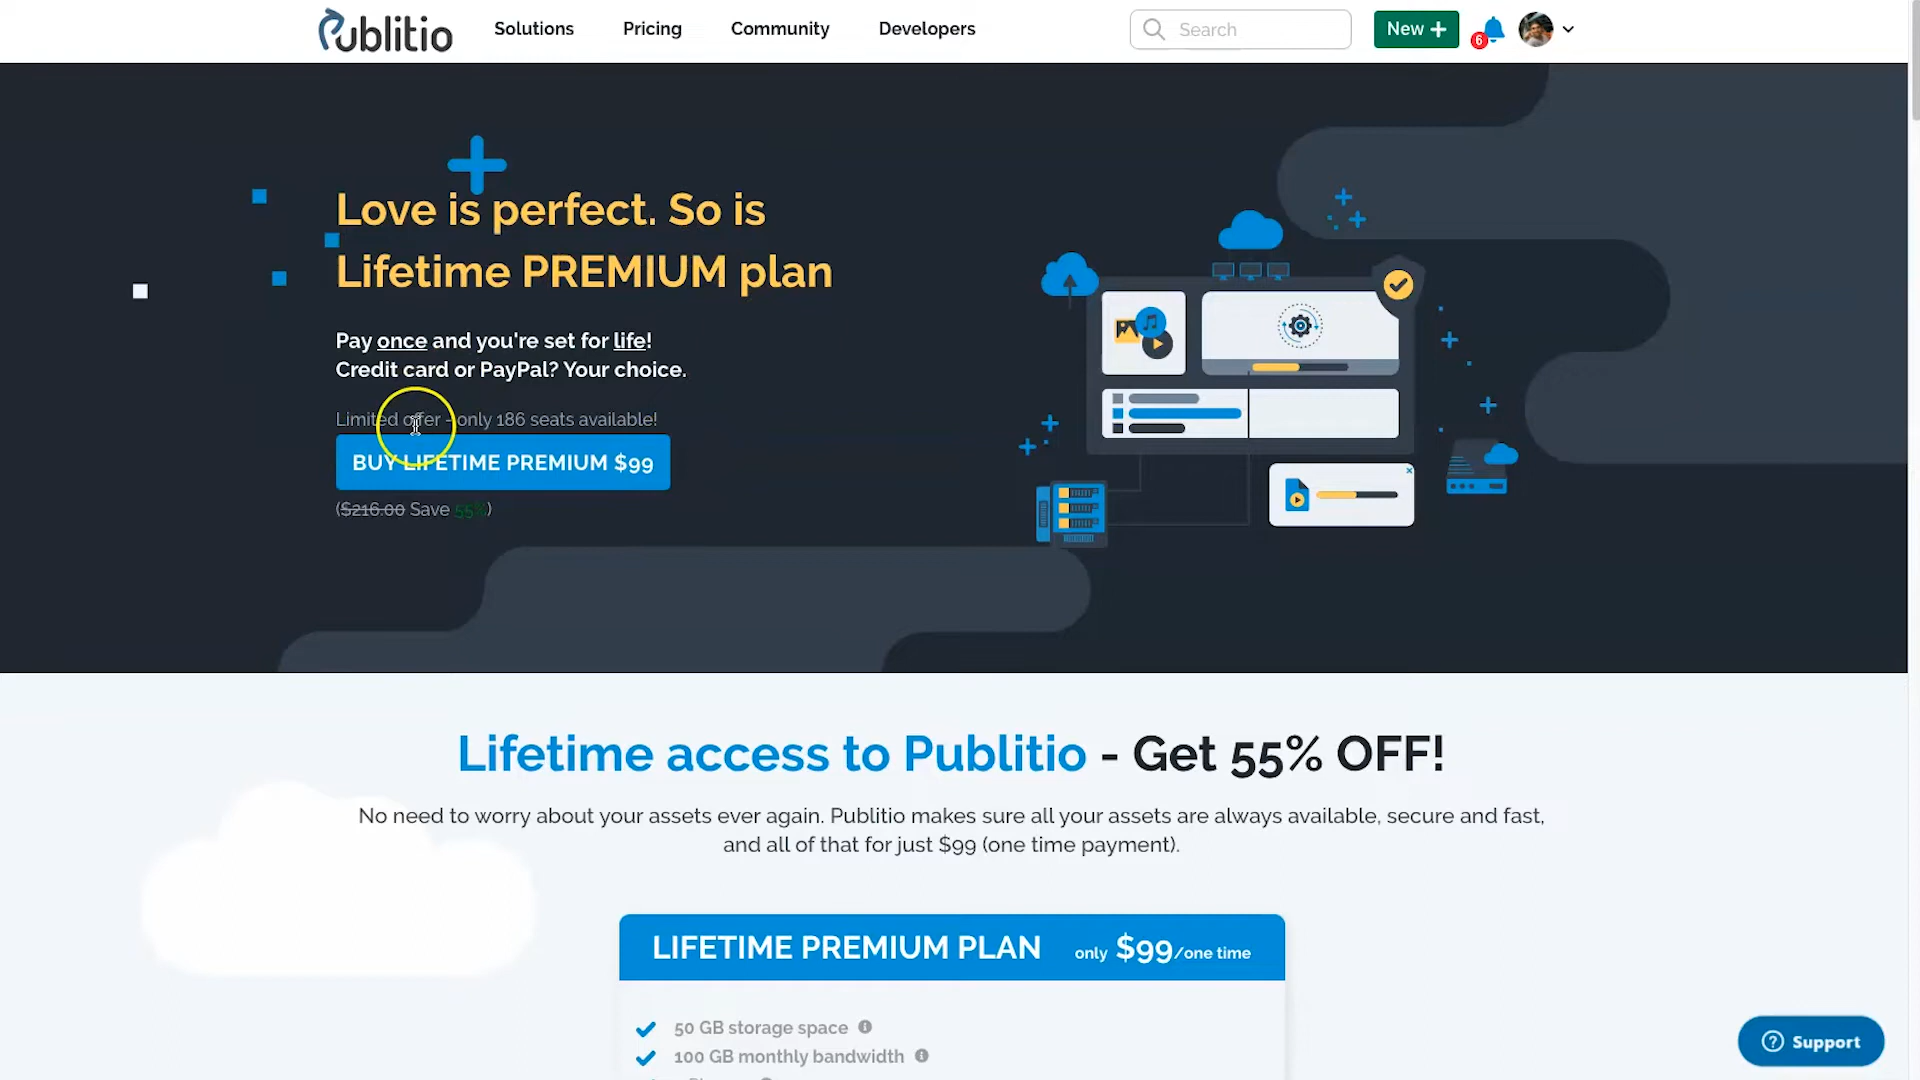 Publitio
Solutions
Pricing
Community
Developers
Search
New +
6
Love is perfect. So is
Lifetime PREMIUM plan
Pay once and you're set for life!
Credit card or PayPal? Your choice.
Limited offer - only 186 seats available!
BUY LIFETIME PREMIUM $99
($216.00 Save 55%)
Lifetime access to Publitio - Get 55% OFF!
No need to worry about your assets ever again. Publitio makes sure all your assets are always available, secure and fast,
and all of that for just $99 (one time payment).
LIFETIME PREMIUM PLAN only $99/one time
50 GB storage space
100 GB monthly bandwidth
Support